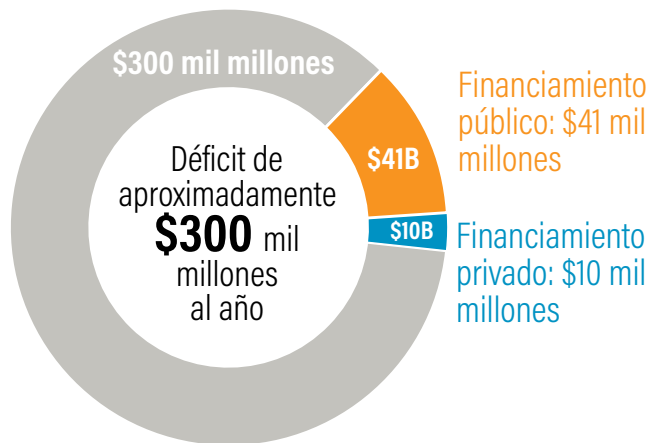 $300 mil millones
Déficit de
aproximadamente
$300 mil
millones
al año
$41B
$10B
Financiamiento
público: $41 mil
millones
Financiamiento
privado: $10 mil
millones